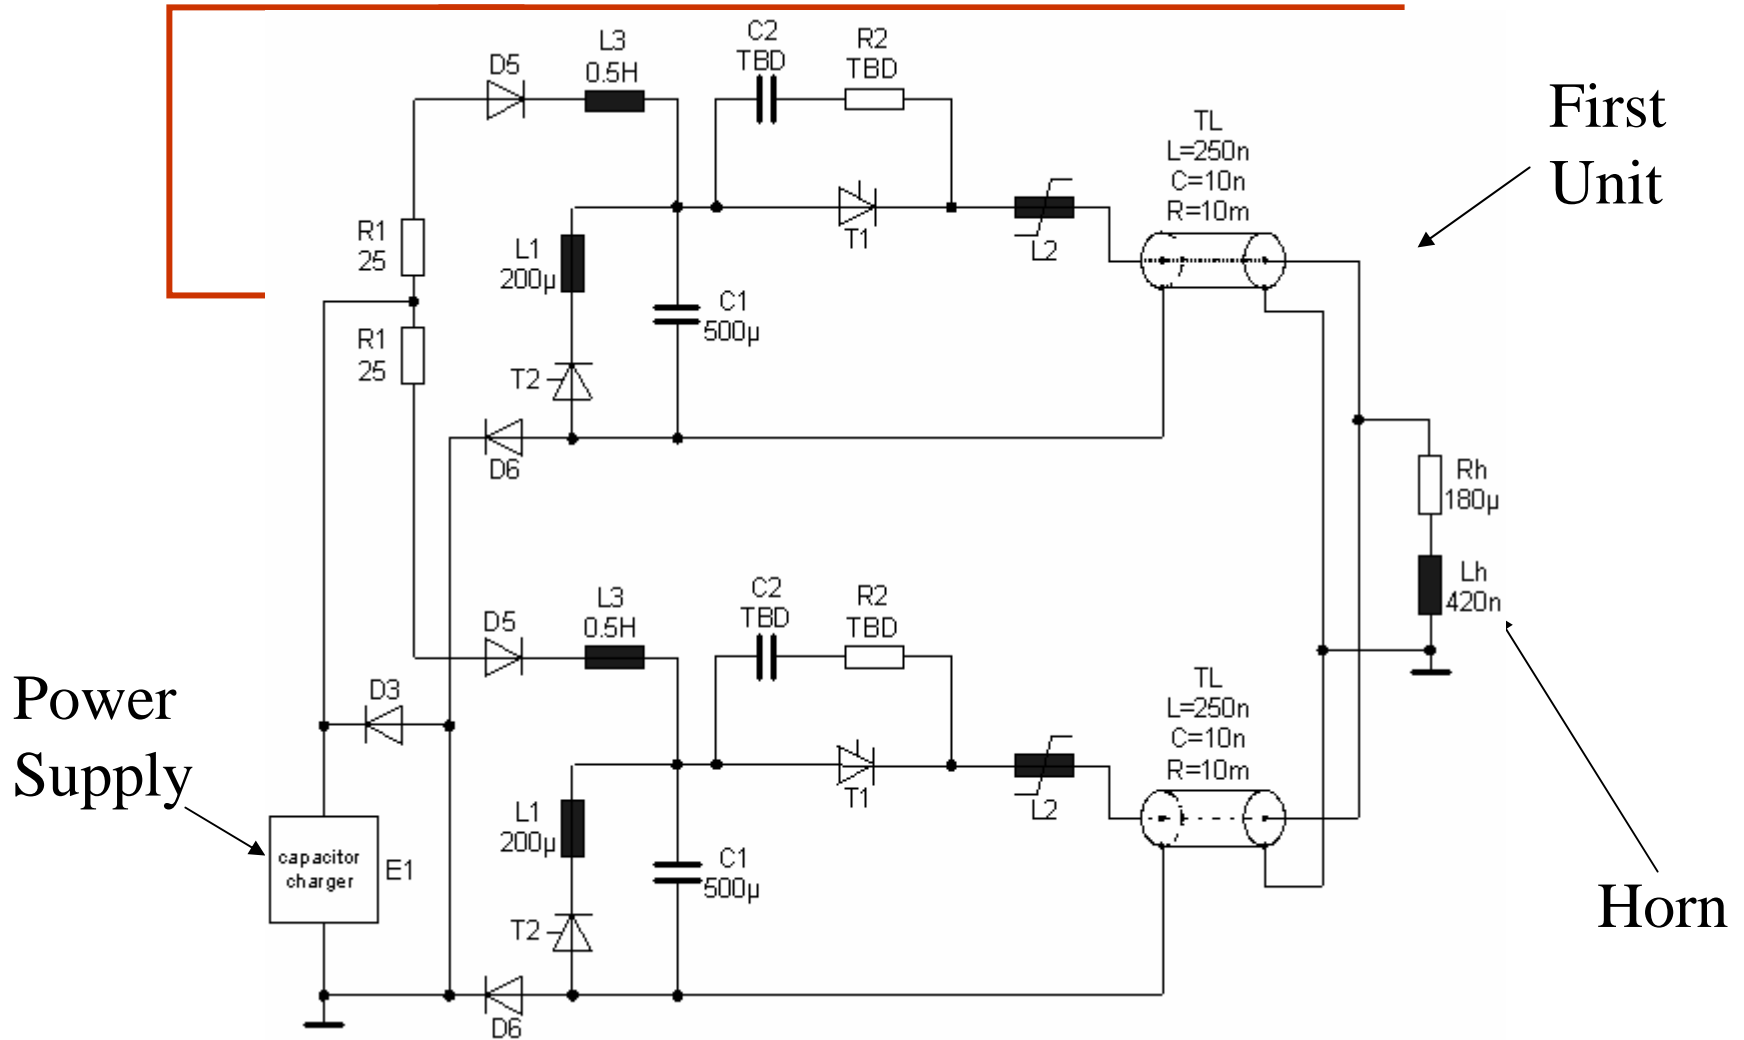 C2
TBD
R2
TBD
L3
0.5H
D5
First
Unit
TL
L=250n
C=10n
R=10m
R1
25
L1
200µ
T1
L2
C1
500µ
R1
25
T2
D6
Rh
180µ
Lh
420n
C2
TBD
R2
TBD
L3
0.5H
D5
TL
L=250n
C=10n
R=10m
Power
Supply
D3
T1
L2
L1
200µ
C1
500µ
capacitor
charger
E1
Horn
T2
D6